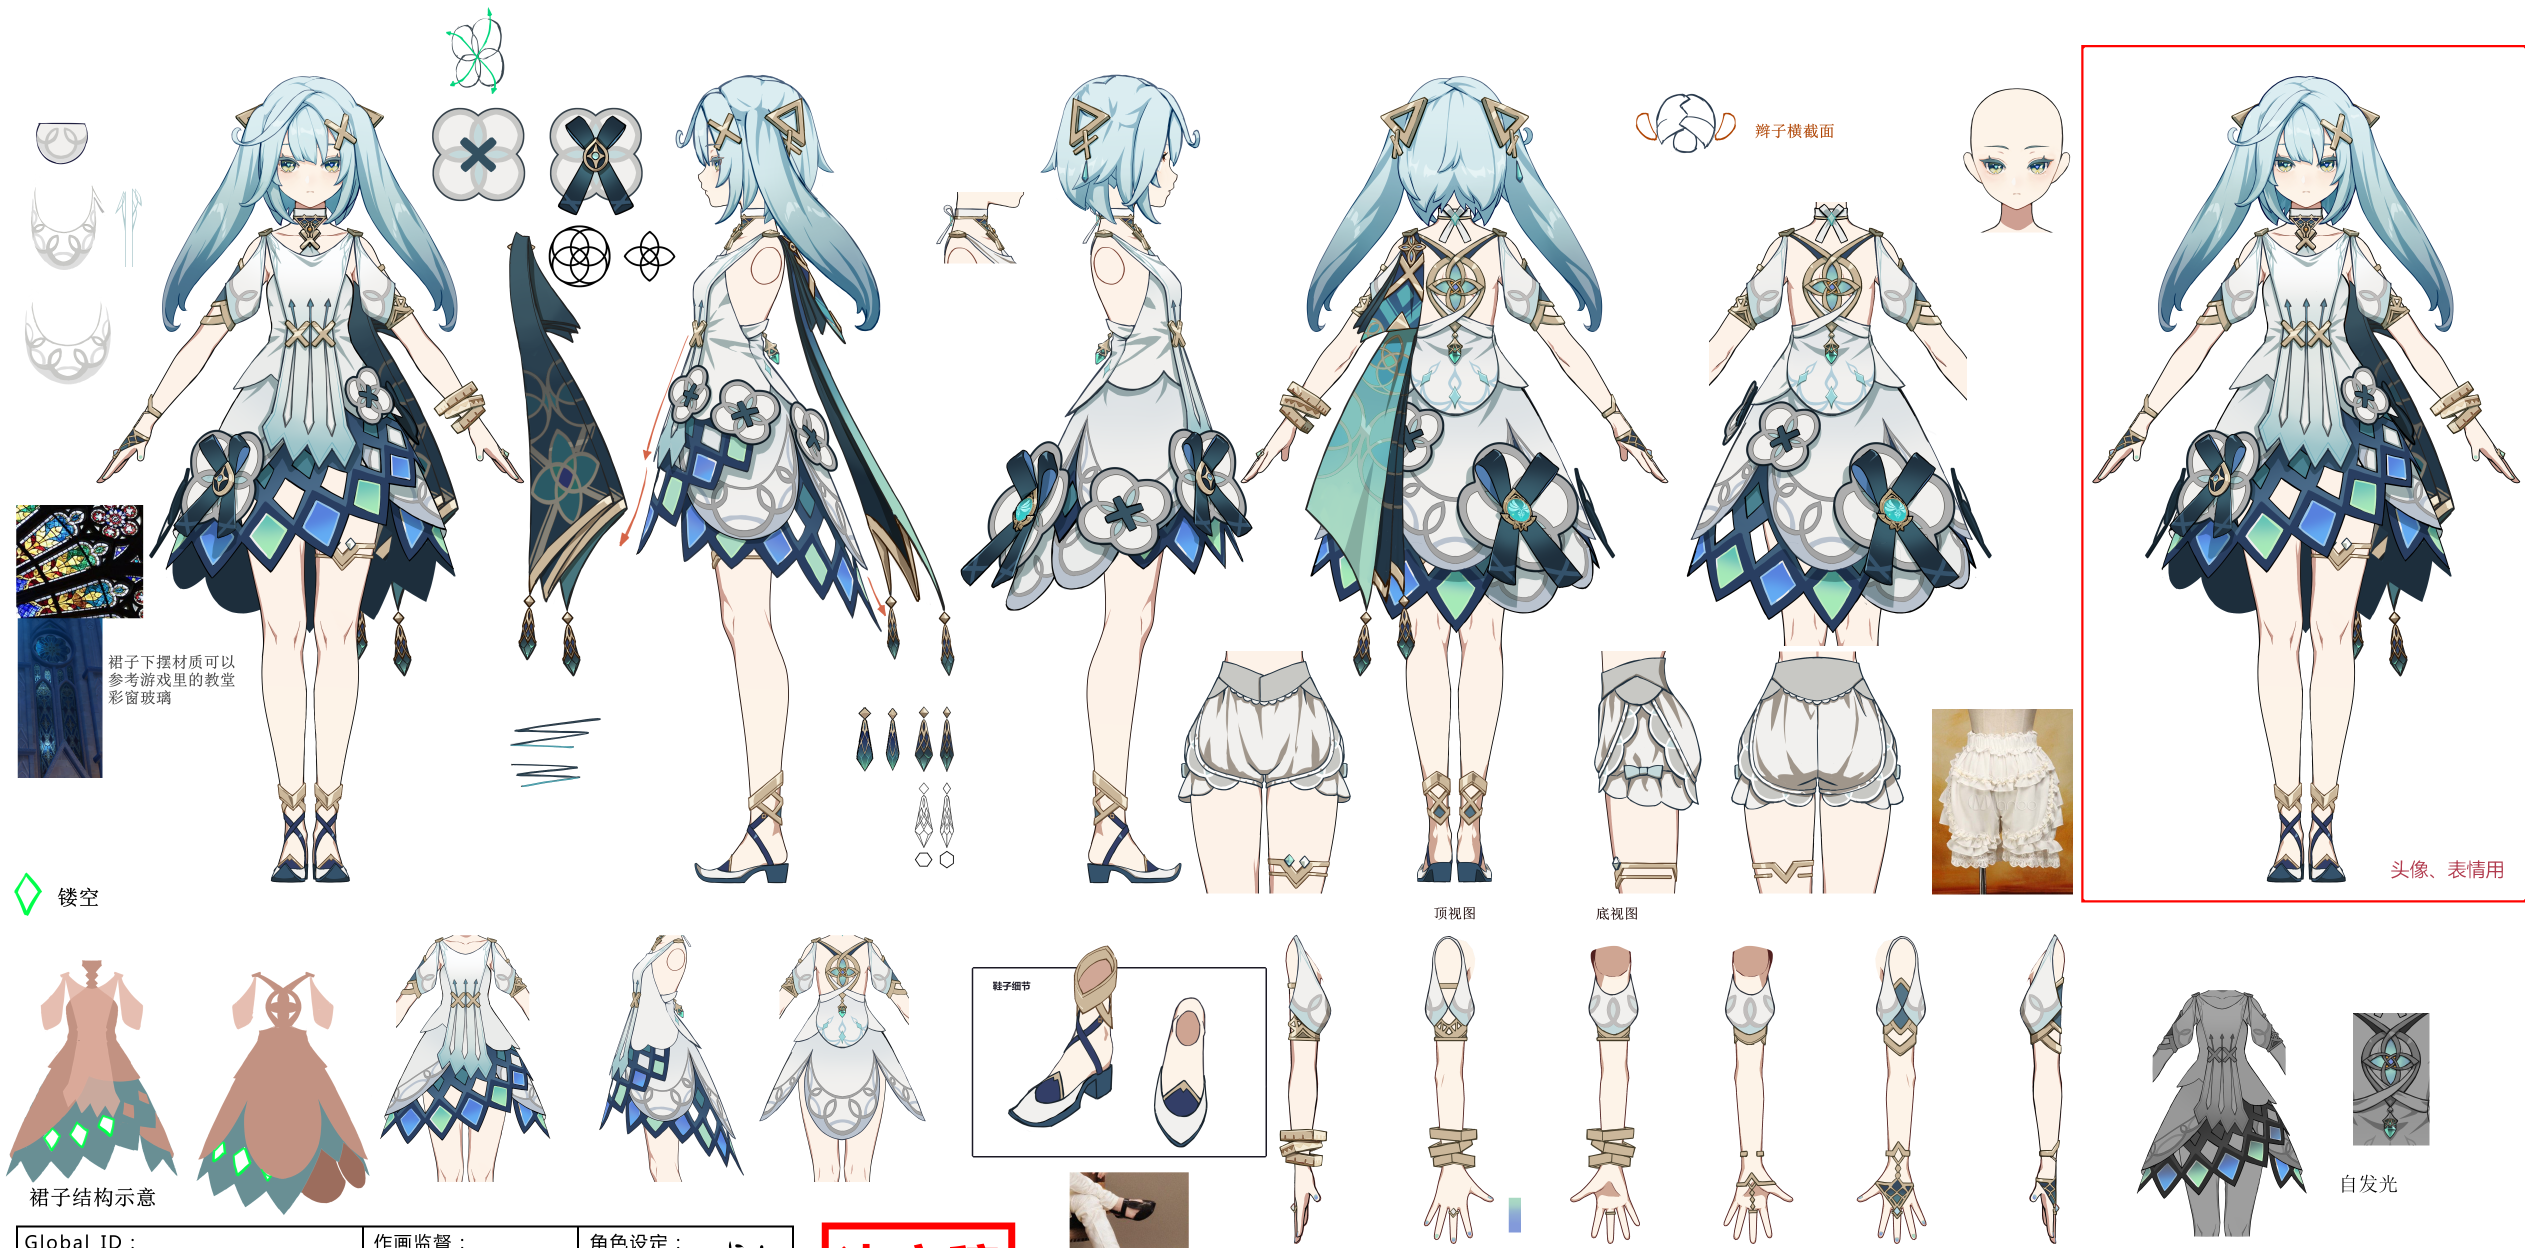 辫子横截面
裙子下摆材质可以
参考游戏里的教堂
彩窗玻璃
头像、表情用
镂空
顶视图
底视图
鞋子细节
自发光
裙子结构示意
Global ID：
作画监督：
角色设定：